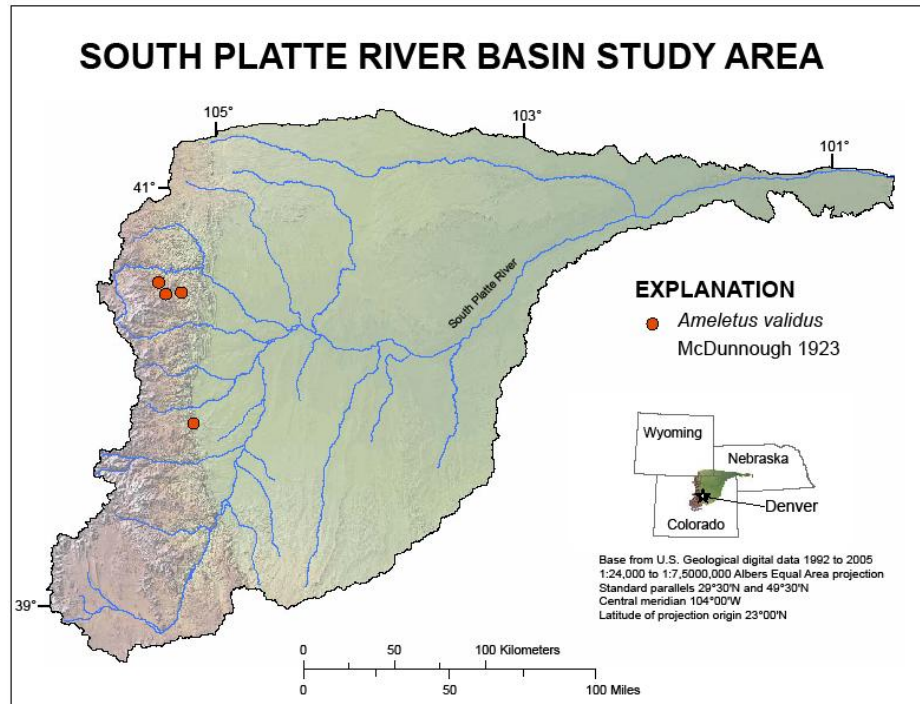 SOUTH PLATTE RIVER BASIN STUDY AREA
105°
103°
101°
41°
South Platte River
EXPLANATION
Ameletus validus
McDunnough 1923
Wyoming
Nebraska
Denver
Colorado
Base from U.S. Geological digital data 1992 to 2005
1:24,000 to 1:7,5000,000 Albers Equal Area projection
Standard parallels 29°30'N and 49°30'N
Central meridian 104°00'W
Latitude of projection origin 23°00'N
39°
0 50 100 Kilometers
0 50 100 Miles